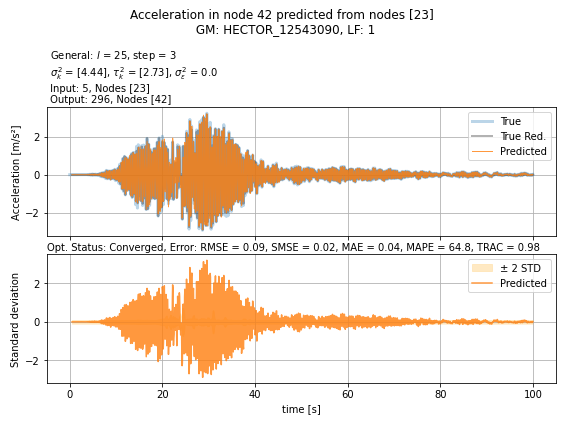 Acceleration in node 42 predicted from nodes [23]
GM: HECTOR_12543090, LF: 1
General: l = 25, step = 3
σ²ₖ = [4.44], τ²ₖ = [2.73], σ²ₑ = 0.0
Input: 5, Nodes [23]
Output: 296, Nodes [42]
True
True Red.
Predicted
Acceleration [m/s²]
2
0
−2
Opt. Status: Converged, Error: RMSE = 0.09, SMSE = 0.02, MAE = 0.04, MAPE = 64.8, TRAC = 0.98
± 2 STD
Predicted
Standard deviation
2
0
−2
0 20 40 60 80 100
time [s]